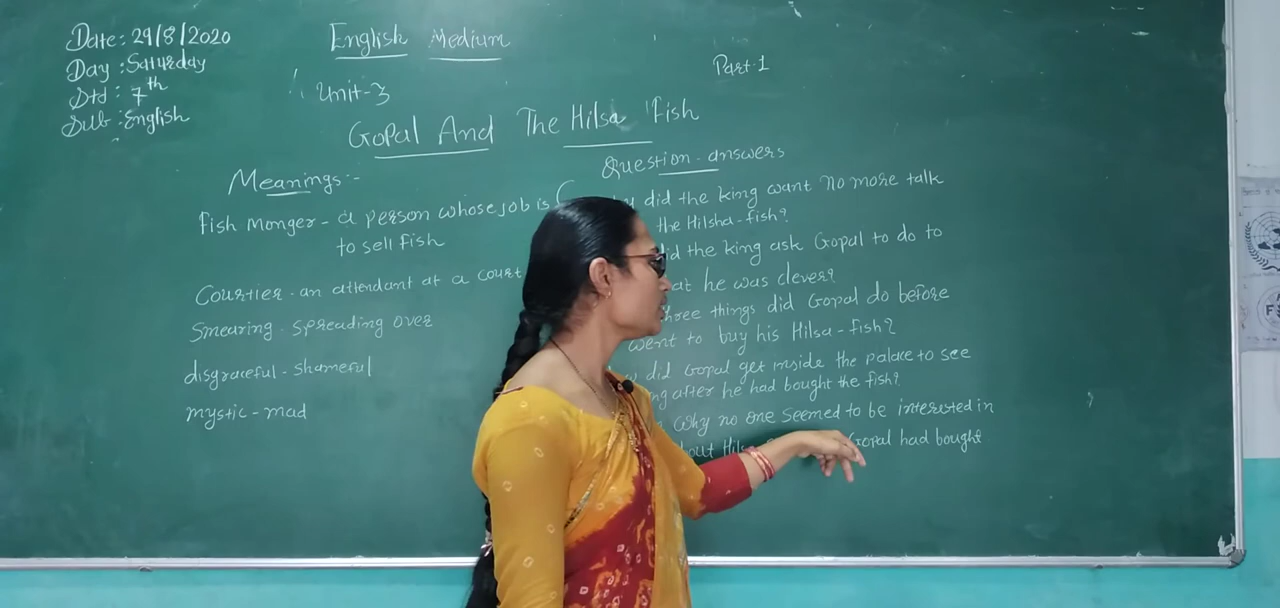 Date: 29/8/2020
Day: Saturday
Std: 7th
Sub: English
English Medium
Part-1
Unit-3
Gopal And The Hilsa Fish
Meanings:-
Fish monger - a person whose job is
to sell fish
Courtier - an attendant at a court
Smearing - spreading over
disgraceful - shameful
mystic - mad
Question-answers
did the king want no more talk
the Hilsha-fish?
did the king ask Gopal to do to
he was clever?
three things did Gopal do before
went to buy his Hilsa-fish?
did Gopal get inside the palace to see
after he had bought the fish?
Why no one seemed to be interested in
Gopal had bought